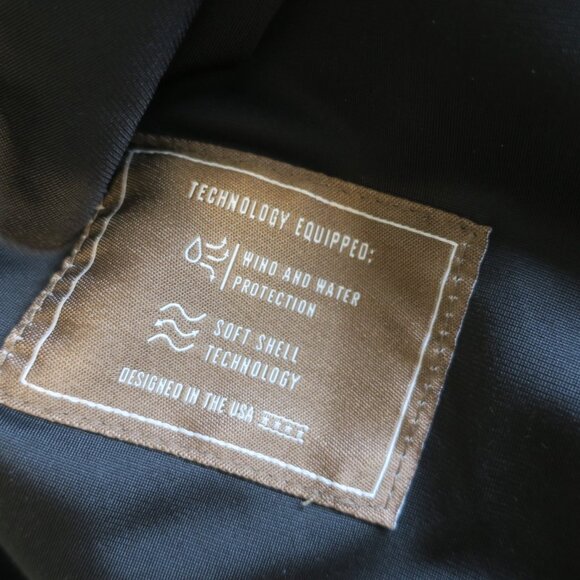 TECHNOLOGY EQUIPPED:
WIND AND WATER
PROTECTION
SOFT SHELL
TECHNOLOGY
DESIGNED IN THE USA